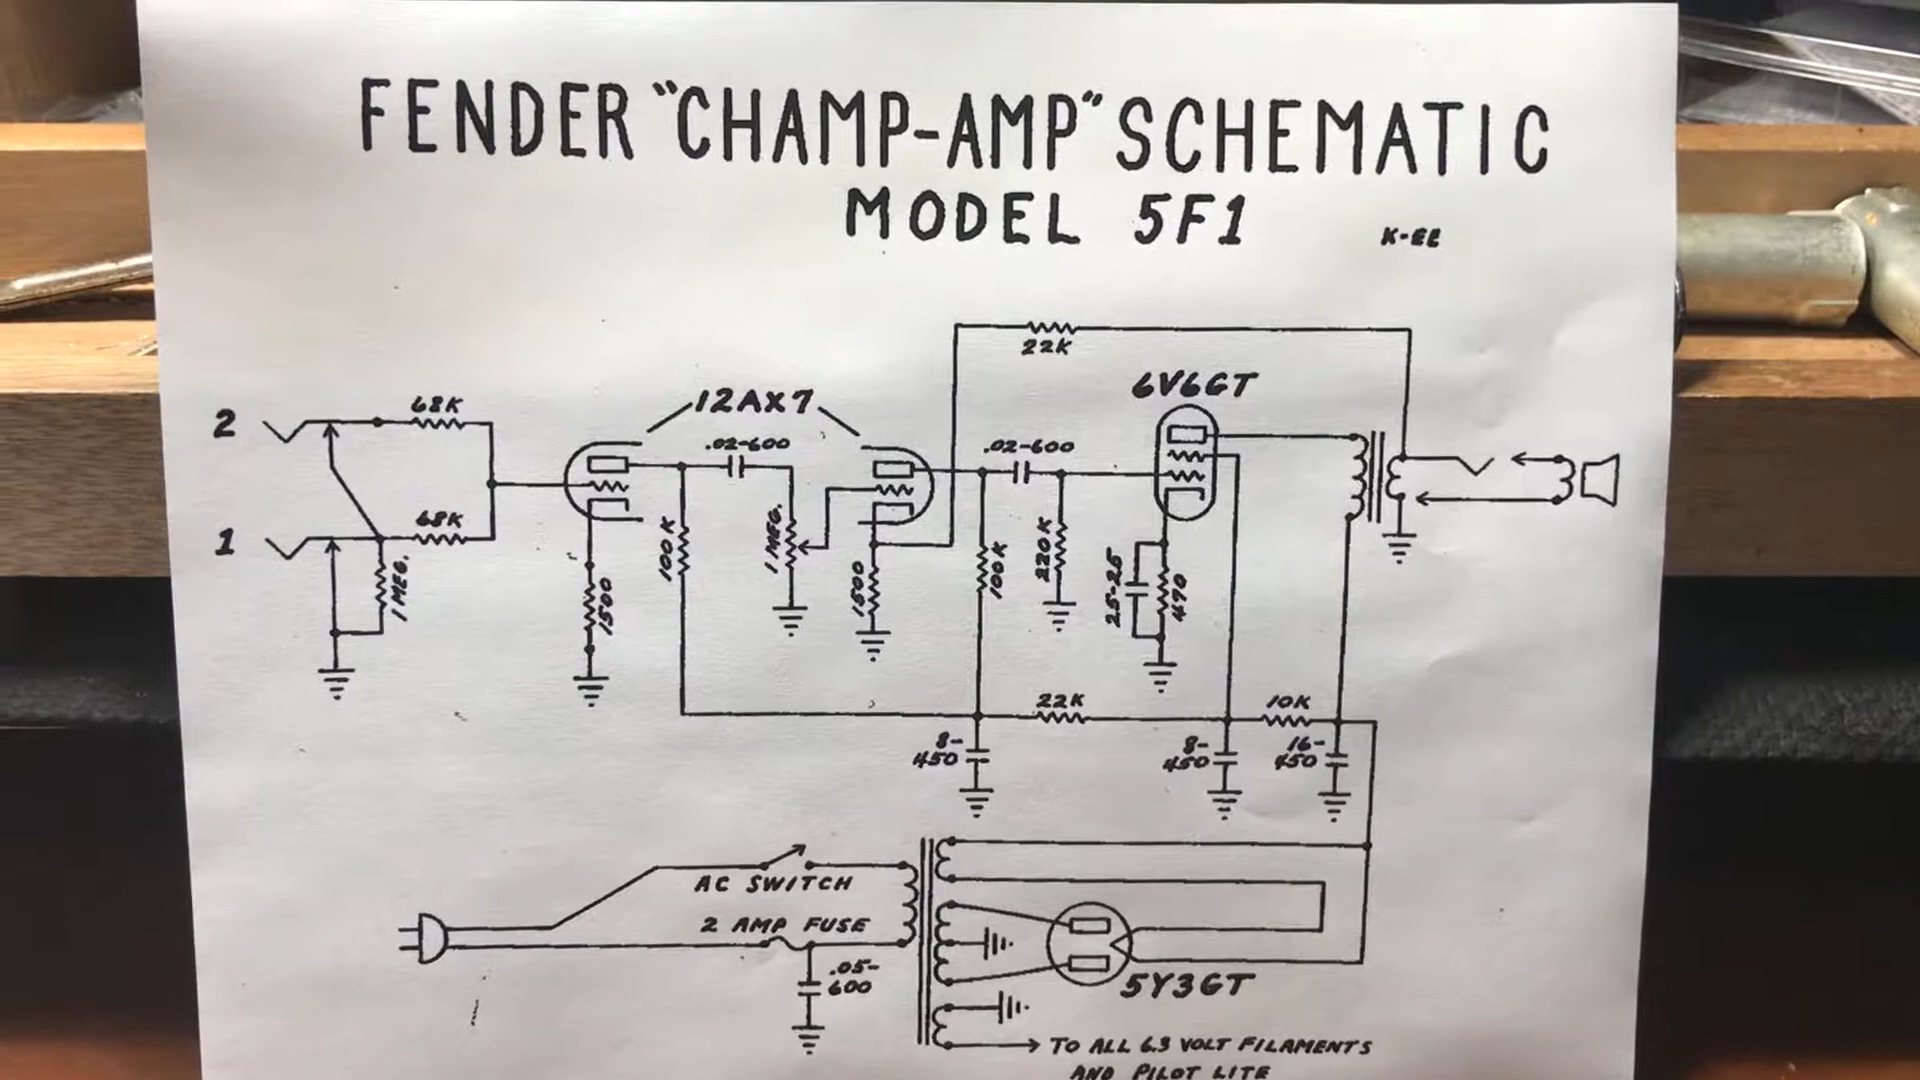 FENDER "CHAMP-AMP" SCHEMATIC
MODEL 5F1
K-EE
22K
6V6GT
12AX7
2
68K
.02-600
.02-600
1
68K
1 MEG.
1500
100K
1 MEG.
1500
100K
220K
25-25
470
22K
10K
8-
450
8-
450
16-
450
AC SWITCH
2 AMP FUSE
.05-
600
5Y3GT
TO ALL 6.3 VOLT FILAMENTS
AND PILOT LITE